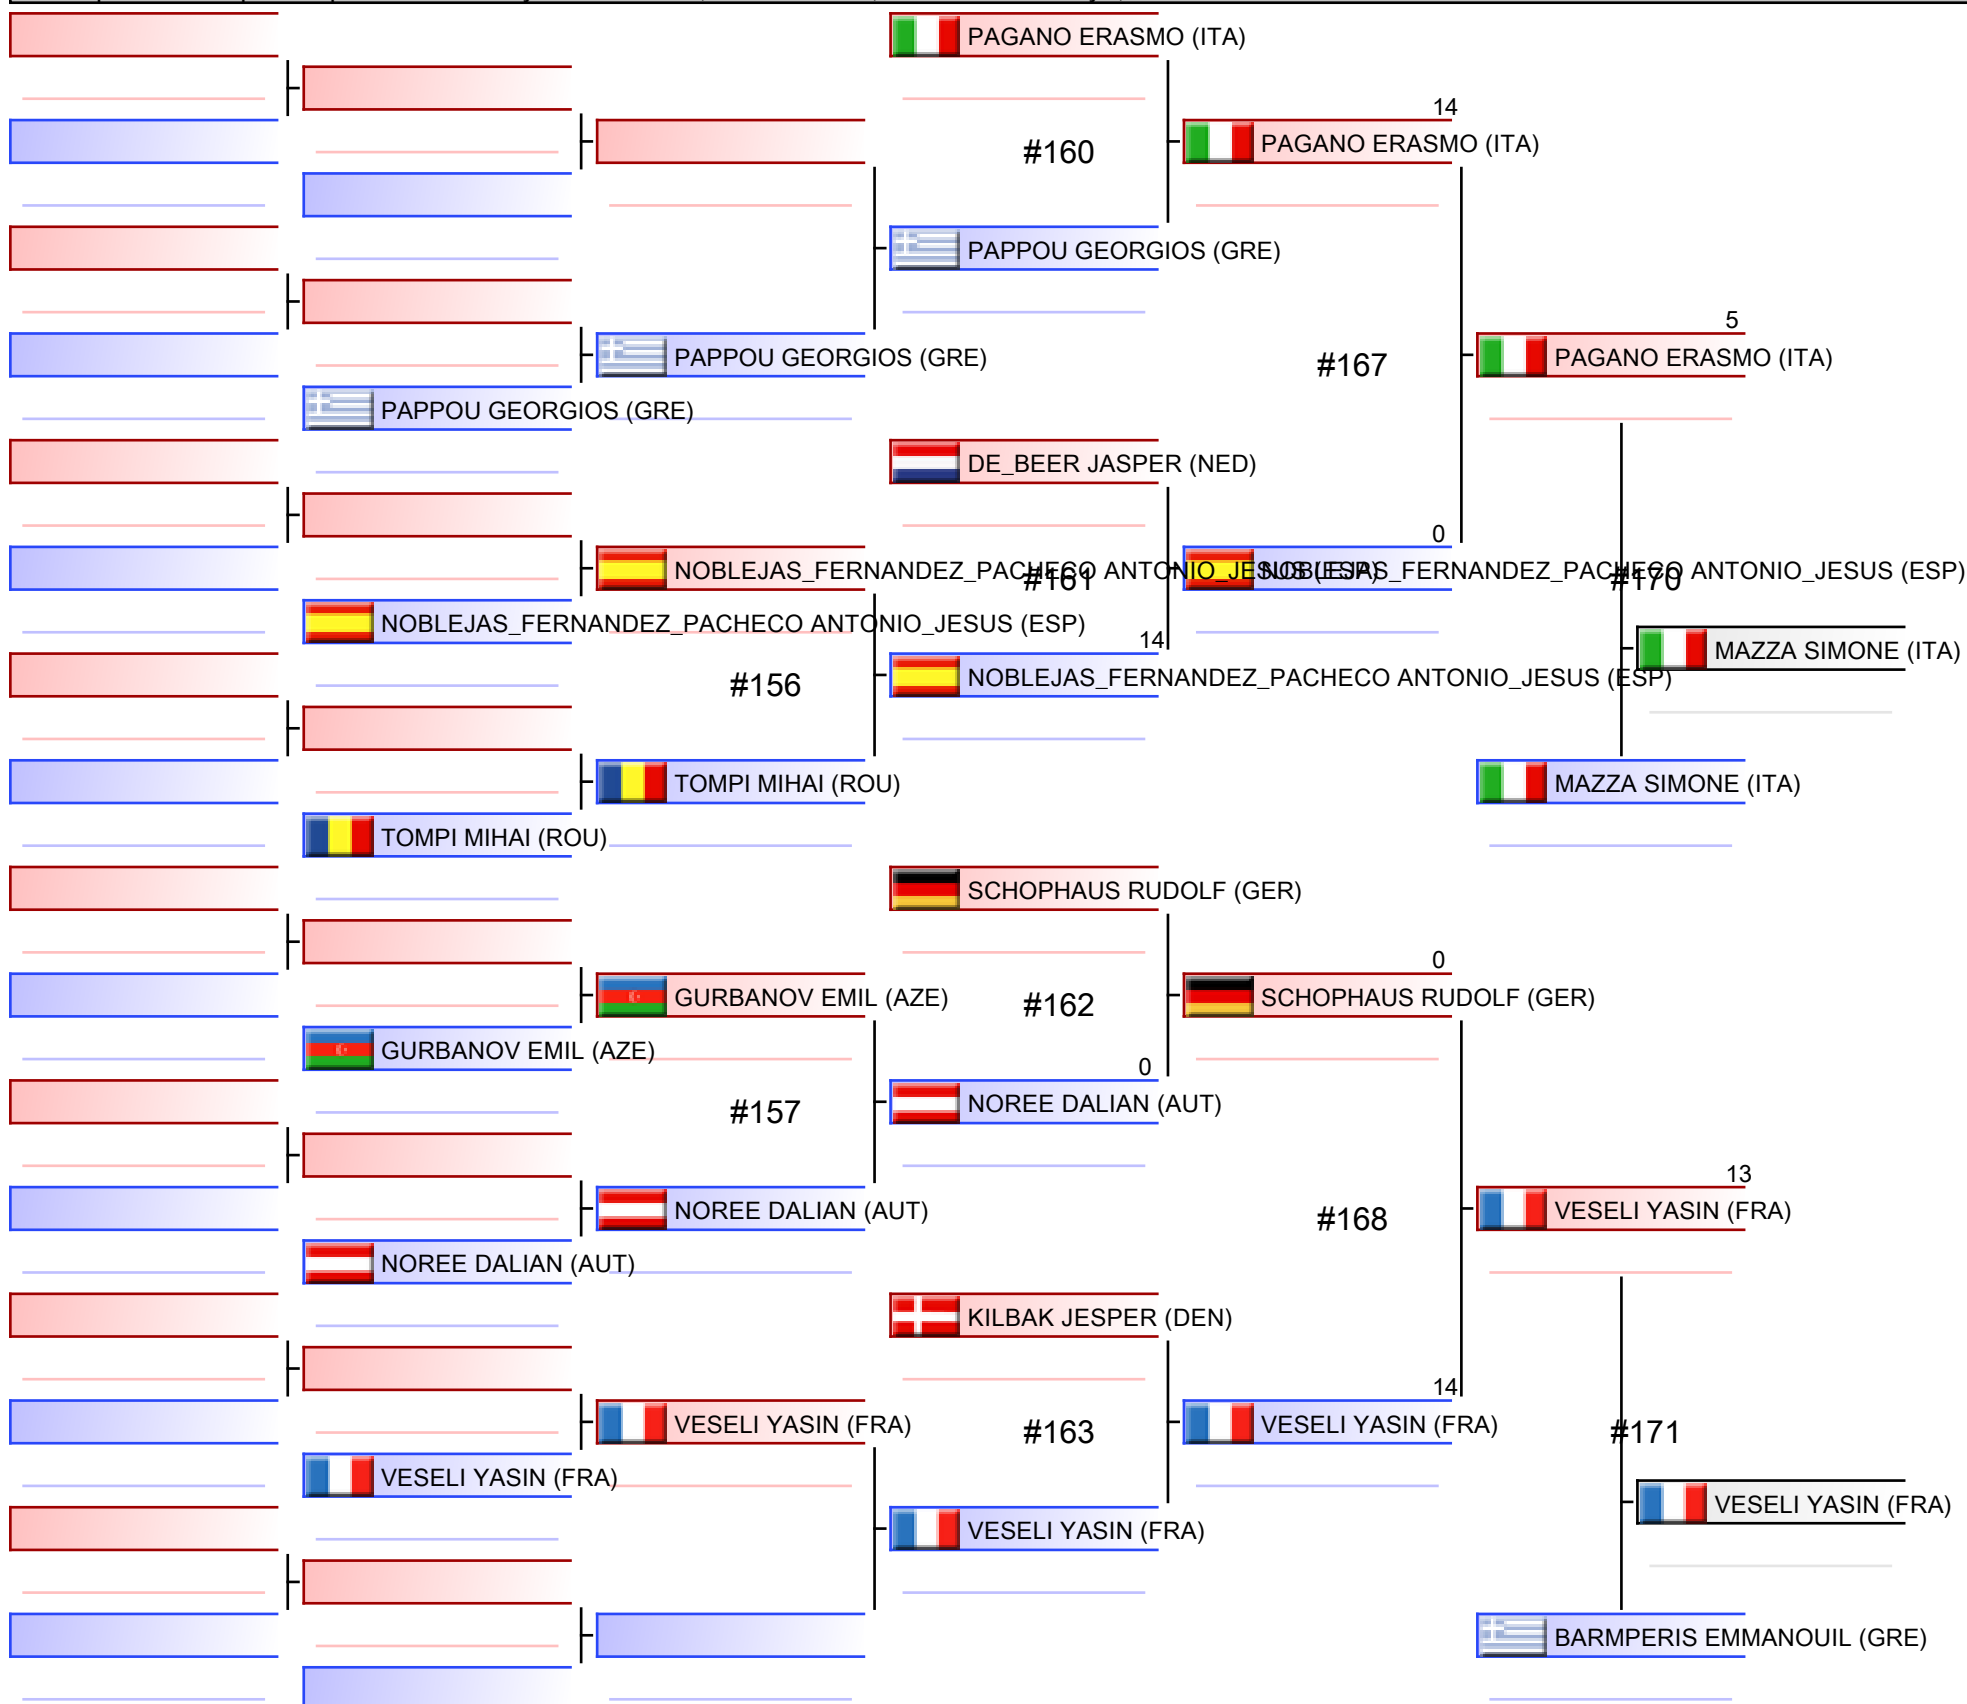 PAGANO ERASMO (ITA)
14
#160
PAGANO ERASMO (ITA)
PAPPOU GEORGIOS (GRE)
5
PAPPOU GEORGIOS (GRE)
#167
PAGANO ERASMO (ITA)
PAPPOU GEORGIOS (GRE)
DE_BEER JASPER (NED)
0
NOBLEJAS_FERNANDEZ_PACHECO ANTONIO_JESUS (ESP)
#161
NOBLEJAS_FERNANDEZ_PACHECO ANTONIO_JESUS (ESP)
#170
NOBLEJAS_FERNANDEZ_PACHECO ANTONIO_JESUS (ESP)
14
MAZZA SIMONE (ITA)
#156
NOBLEJAS_FERNANDEZ_PACHECO ANTONIO_JESUS (ESP)
TOMPI MIHAI (ROU)
MAZZA SIMONE (ITA)
TOMPI MIHAI (ROU)
SCHOPHAUS RUDOLF (GER)
0
GURBANOV EMIL (AZE)
#162
SCHOPHAUS RUDOLF (GER)
GURBANOV EMIL (AZE)
0
#157
NOREE DALIAN (AUT)
13
NOREE DALIAN (AUT)
#168
VESELI YASIN (FRA)
NOREE DALIAN (AUT)
KILBAK JESPER (DEN)
14
VESELI YASIN (FRA)
#163
VESELI YASIN (FRA)
#171
VESELI YASIN (FRA)
VESELI YASIN (FRA)
VESELI YASIN (FRA)
BARMPERIS EMMANOUIL (GRE)